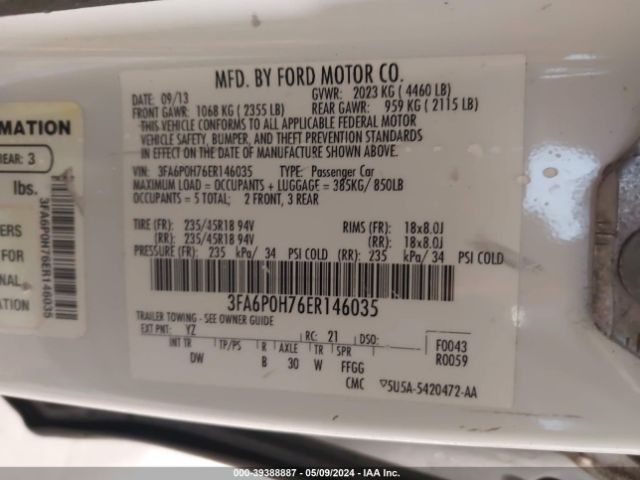 MFD. BY FORD MOTOR CO.
DATE: 09/13 GVWR: 2023 KG ( 4460 LB)
FRONT GAWR: 1068 KG ( 2355 LB) REAR GAWR: 959 KG ( 2115 LB)
*THIS VEHICLE CONFORMS TO ALL APPLICABLE FEDERAL MOTOR
VEHICLE SAFETY, BUMPER, AND THEFT PREVENTION STANDARDS
IN EFFECT ON THE DATE OF MANUFACTURE SHOWN ABOVE.*
VIN: 3FA6P0H76ER146035 TYPE: Passenger Car
MAXIMUM LOAD = OCCUPANTS + LUGGAGE = 385KG/ 850LB
OCCUPANTS = 5 TOTAL; 2 FRONT, 3 REAR
TIRE (FR): 235/45R18 94V RIMS (FR): 18x8.0J
(RR): 235/45R18 94V (RR): 18x8.0J
PRESSURE (FR): 235 kPa/ 34 PSI COLD (RR): 235 kPa/ 34 PSI COLD
3FA6P0H76ER146035
TRAILER TOWING - SEE OWNER GUIDE
EXT PNT: YZ RC: 21 DSO: F0043
INT TR TP/PS R AXLE TR SPR R0059
DW B 30 W FFGG
CMC ▽5U5A-5420472-AA
RMATION
REAR: 3
lbs.
3FA6P0H76ER146035
ERS
FOR
NAL
TION.
000-39388887 - 05/09/2024 - IAA Inc.